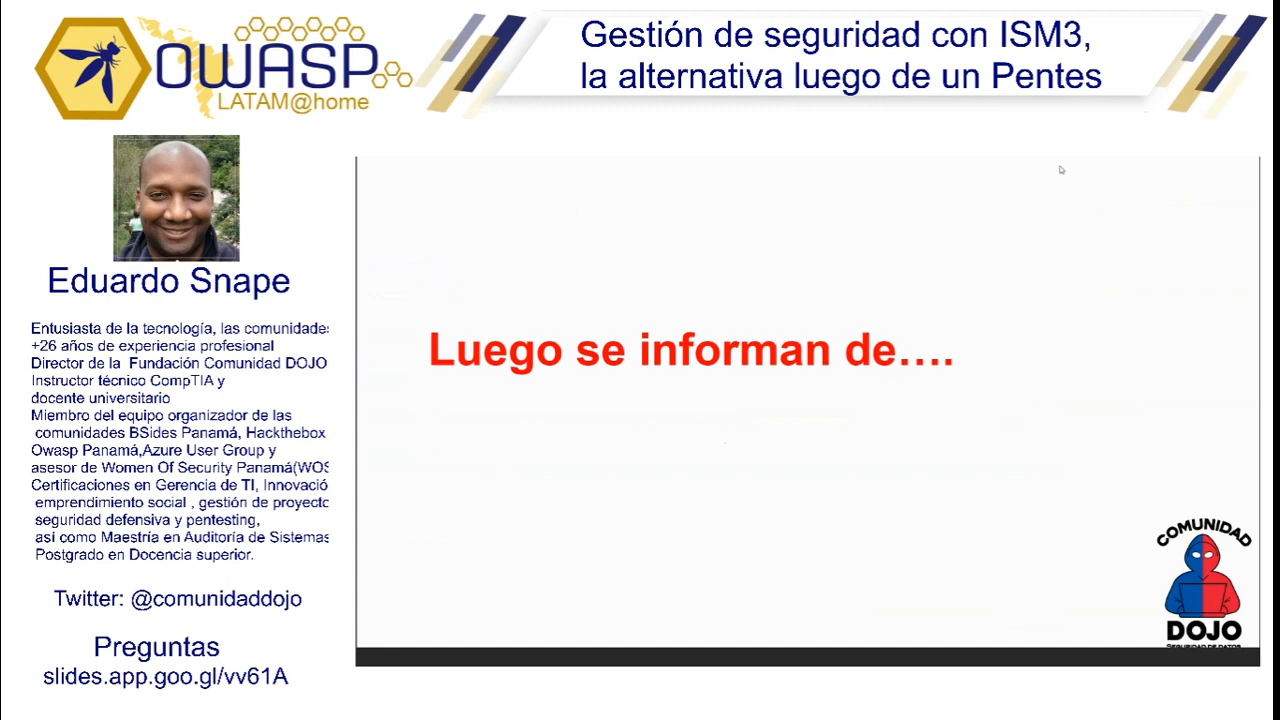 OWASP
LATAM@home
Gestión de seguridad con ISM3,
la alternativa luego de un Pentes
Eduardo Snape
Entusiasta de la tecnología, las comunidades
+26 años de experiencia profesional
Director de la Fundación Comunidad DOJO
Instructor técnico CompTIA y
docente universitario
Miembro del equipo organizador de las
comunidades BSides Panamá, Hackthebox
Owasp Panamá,Azure User Group y
asesor de Women Of Security Panamá(WOS
Certificaciones en Gerencia de TI, Innovació
emprendimiento social , gestión de proyecto
seguridad defensiva y pentesting,
así como Maestría en Auditoría de Sistemas
Postgrado en Docencia superior.
Twitter: @comunidaddojo
Preguntas
slides.app.goo.gl/vv61A
Luego se informan de….
COMUNIDAD
DOJO
SEGURIDAD DE DATOS